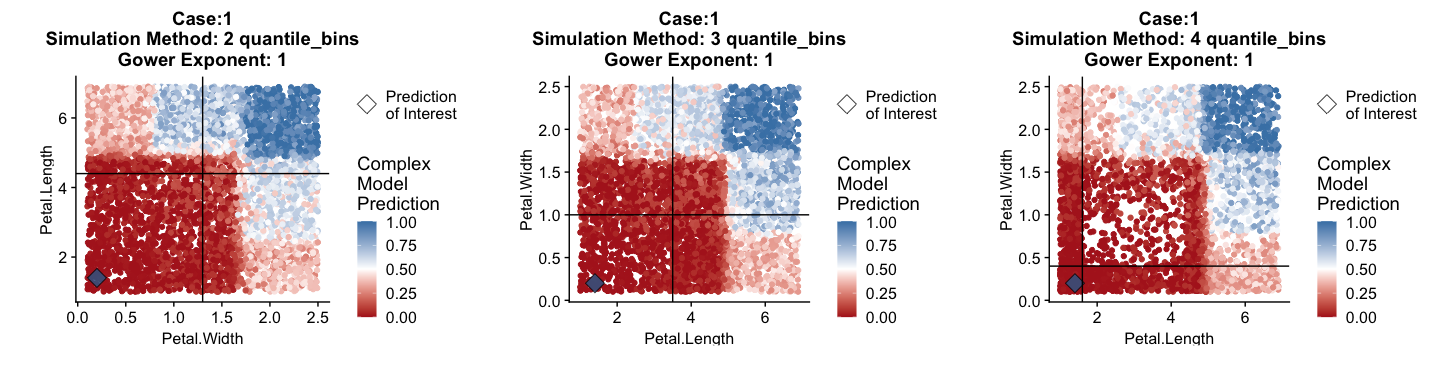 Case:1
Simulation Method: 2 quantile_bins
Gower Exponent: 1
Petal.Length
6
4
2
0.0
0.5
1.0
1.5
2.0
2.5
Petal.Width
Prediction
of Interest
Complex
Model
Prediction
1.00
0.75
0.50
0.25
0.00
Case:1
Simulation Method: 3 quantile_bins
Gower Exponent: 1
Petal.Width
2.5
2.0
1.5
1.0
0.5
0.0
2
4
6
Petal.Length
Prediction
of Interest
Complex
Model
Prediction
1.00
0.75
0.50
0.25
0.00
Case:1
Simulation Method: 4 quantile_bins
Gower Exponent: 1
Petal.Width
2.5
2.0
1.5
1.0
0.5
0.0
2
4
6
Petal.Length
Prediction
of Interest
Complex
Model
Prediction
1.00
0.75
0.50
0.25
0.00